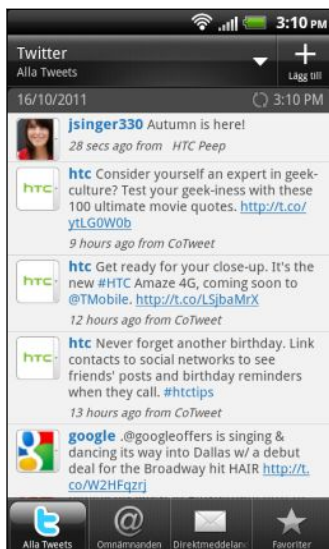 3:10 PM
Twitter
Alla Tweets
Lägg till
16/10/2011
3:10 PM
jsinger330 Autumn is here!
28 secs ago from HTC Peep
hTC
htc Consider yourself an expert in geek-
culture? Test your geek-iness with these
100 ultimate movie quotes. http://t.co/
ytLG0W0b
9 hours ago from CoTweet
hTC
htc Get ready for your close-up. It's the
new #HTC Amaze 4G, coming soon to
@TMobile. http://t.co/LSjbaMrX
12 hours ago from CoTweet
hTC
htc Never forget another birthday. Link
contacts to social networks to see
friends' posts and birthday reminders
when they call. #htctips
13 hours ago from CoTweet
google .@googleoffers is singing &
dancing its way into Dallas w/ a debut
deal for the Broadway hit HAIR http://t.
co/W2HFqzrj
Alla Tweets
Omnämnanden
Direktmeddelan
Favoriter